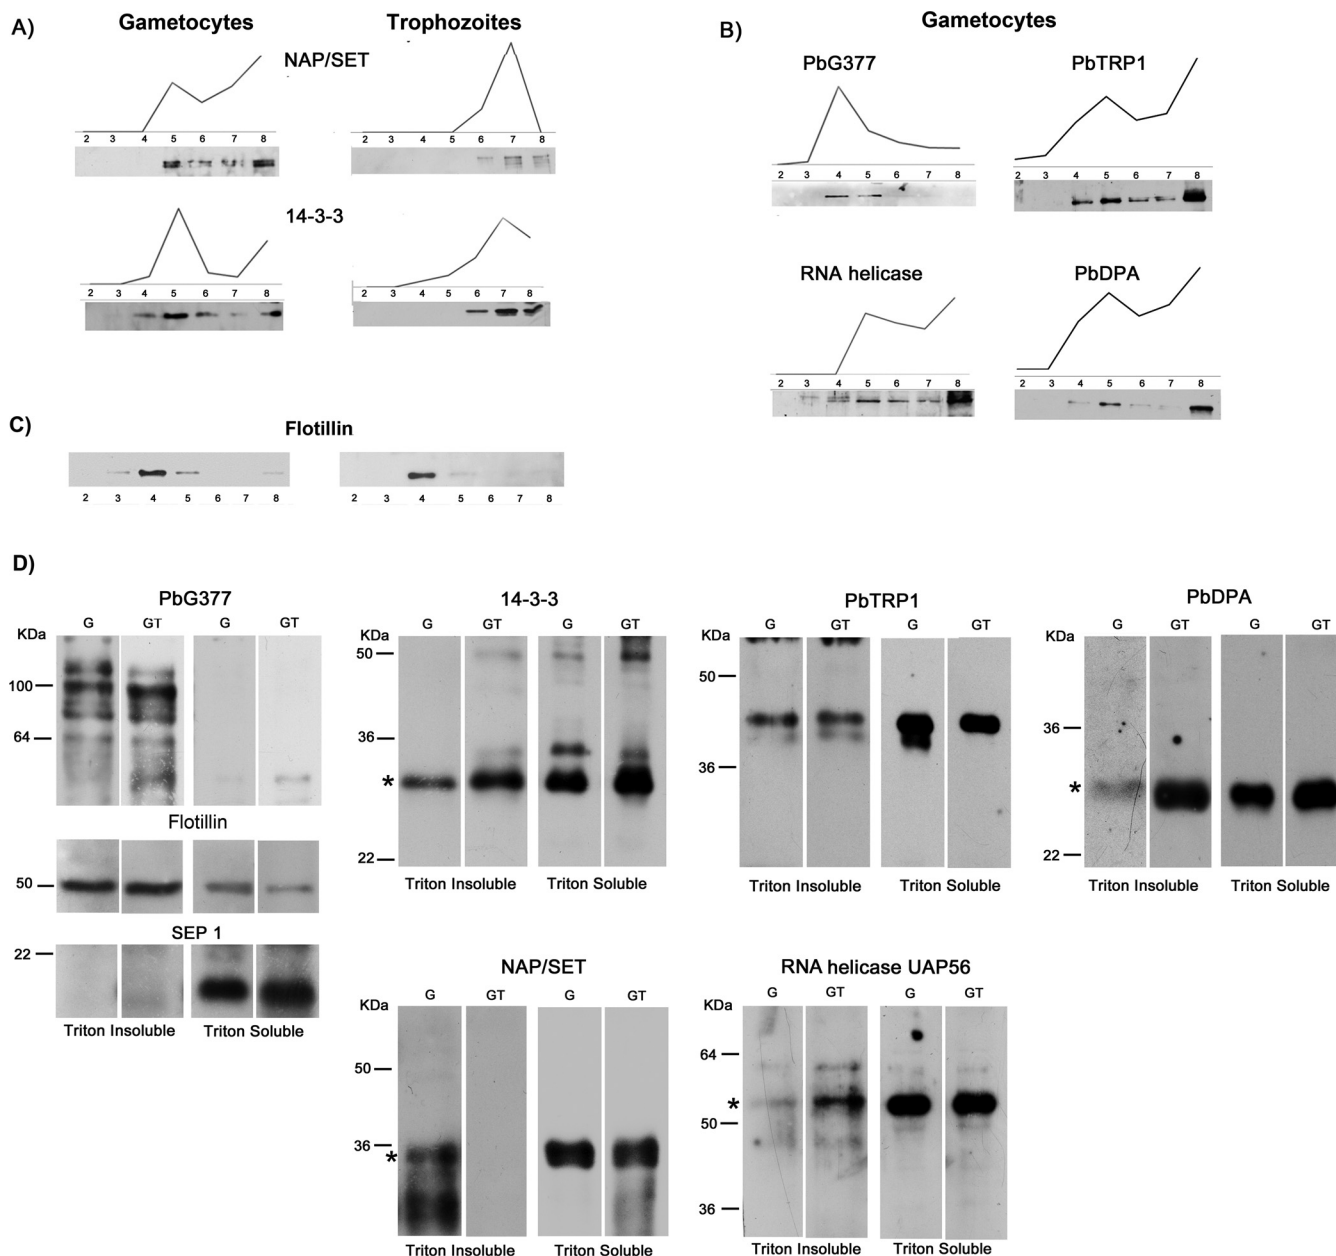 A)
Gametocytes
Trophozoites
NAP/SET
2 3 4 5 6 7 8
2 3 4 5 6 7 8
14-3-3
2 3 4 5 6 7 8
2 3 4 5 6 7 8
B)
Gametocytes
PbG377
PbTRP1
2 3 4 5 6 7 8
2 3 4 5 6 7 8
RNA helicase
PbDPA
2 3 4 5 6 7 8
2 3 4 5 6 7 8
C)
Flotillin
2 3 4 5 6 7 8
2 3 4 5 6 7 8
D)
PbG377
KDa
G GT G GT
100
64
Flotillin
50
SEP 1
22
Triton Insoluble Triton Soluble
14-3-3
G GT G GT
KDa
50
36
*
22
Triton Insoluble Triton Soluble
PbTRP1
G GT G GT
KDa
50
36
Triton Insoluble Triton Soluble
PbDPA
G GT G GT
KDa
36
*
22
Triton Insoluble Triton Soluble
NAP/SET
G GT G GT
KDa
50
36
*
Triton Insoluble Triton Soluble
RNA helicase UAP56
G GT G GT
KDa
64
*
50
36
Triton Insoluble Triton Soluble